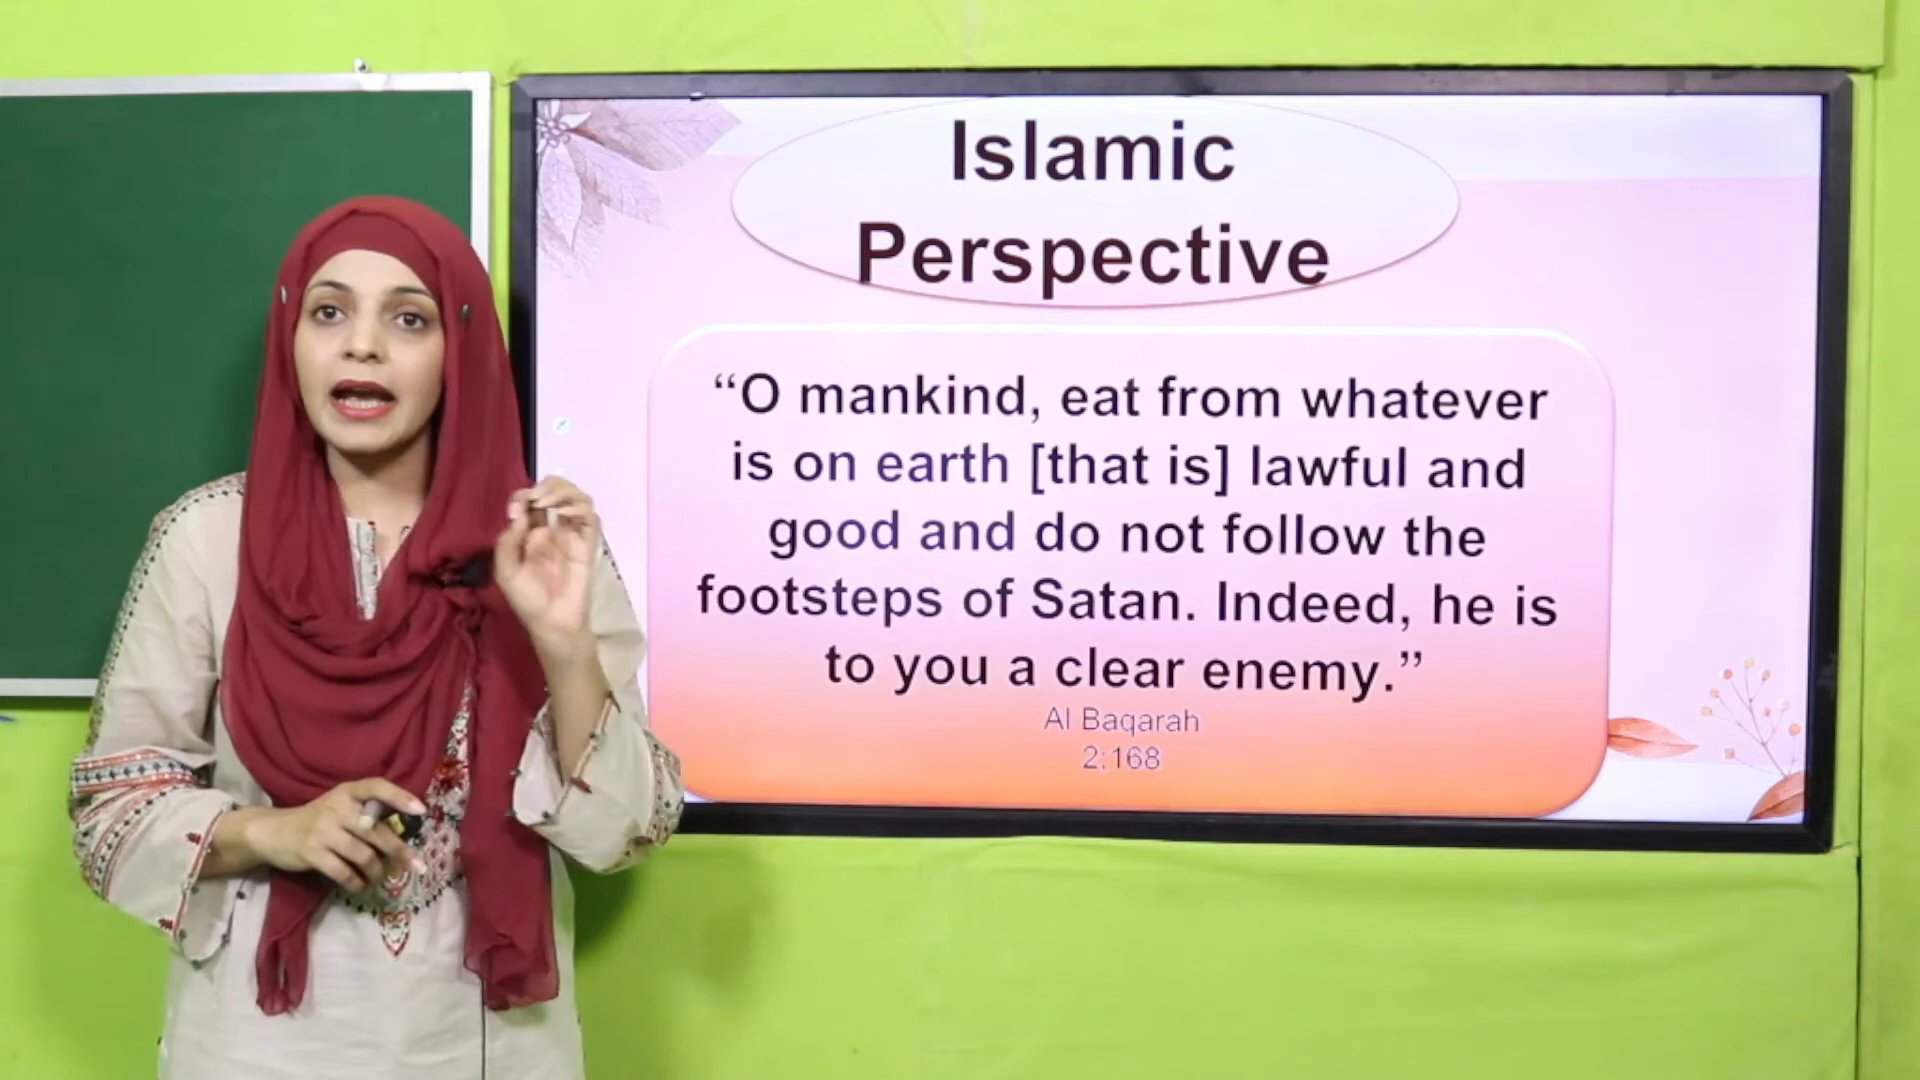 Islamic
Perspective
“O mankind, eat from whatever
is on earth [that is] lawful and
good and do not follow the
footsteps of Satan. Indeed, he is
to you a clear enemy.”
Al Baqarah
2:168